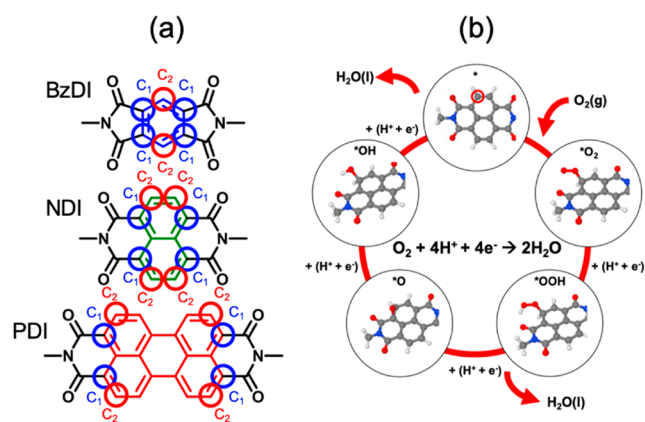 (a)
BzDI
O O
C₁ C₂ C₁
N N
C₁ C₂ C₁
O O
NDI
O O
C₁ C₂ C₂ C₁
N N
C₁ C₂ C₂ C₁
O O
PDI
O O
C₂ C₂
C₁ C₁
N N
C₁ C₁
C₂ C₂
O O
(b)
*
H₂O(l)
O₂(g)
+ (H⁺ + e⁻)
*OH
*O₂
O₂ + 4H⁺ + 4e⁻ → 2H₂O
+ (H⁺ + e⁻)
+ (H⁺ + e⁻)
*O
*OOH
+ (H⁺ + e⁻)
H₂O(l)